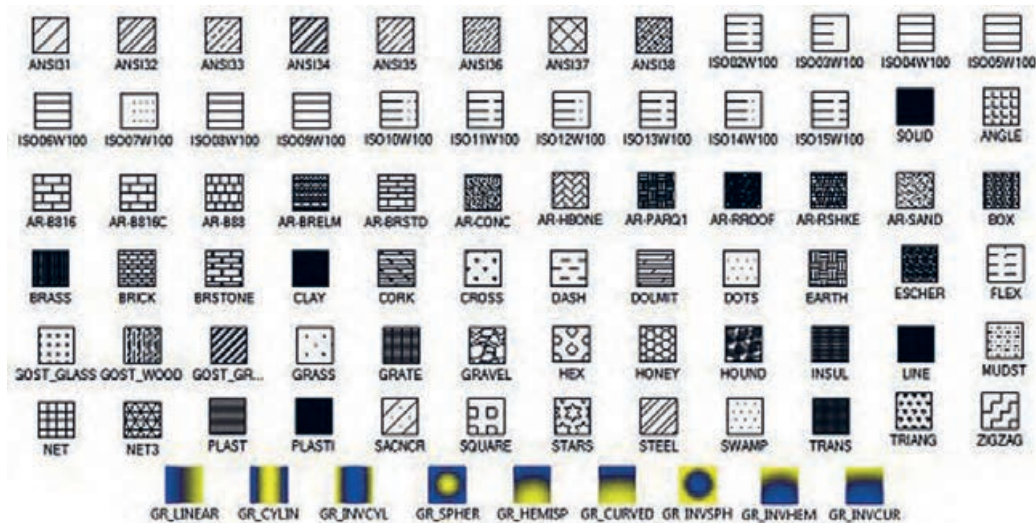 ANSI31 ANSI32 ANSI33 ANSI34 ANSI35 ANSI36 ANSI37 ANSI38 ISO02W100 ISO03W100 ISO04W100 ISO05W100
ISO06W100 ISO07W100 ISO08W100 ISO09W100 ISO10W100 ISO11W100 ISO12W100 ISO13W100 ISO14W100 ISO15W100 SOLID ANGLE
AR-B816 AR-B816C AR-B88 AR-BRELM AR-BRSTD AR-CONC AR-HBONE AR-PARQ1 AR-RROOF AR-RSHKE AR-SAND BOX
BRASS BRICK BRSTONE CLAY CORK CROSS DASH DOLMIT DOTS EARTH ESCHER FLEX
GOST_GLASS GOST_WOOD GOST_GR... GRASS GRATE GRAVEL HEX HONEY HOUND INSUL LINE MUDST
NET NET3 PLAST PLASTI SACNCR SQUARE STARS STEEL SWAMP TRANS TRIANG ZIGZAG
GR_LINEAR GR_CYLIN GR_INVCYL GR_SPHER GR_HEMISP GR_CURVED GR_INVSPH GR_INVHEM GR_INVCUR